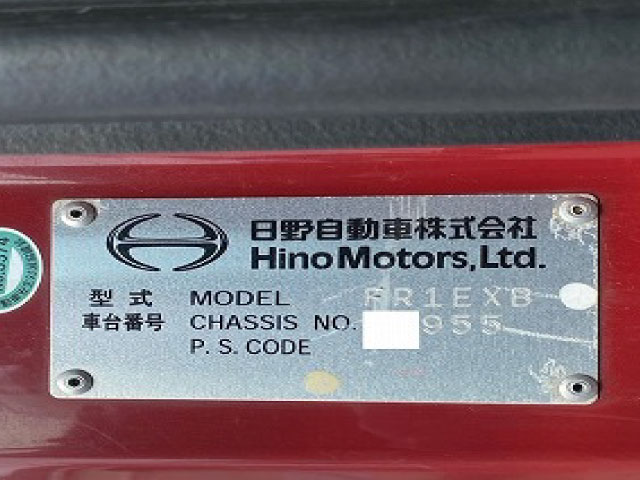 日野自動車株式会社
Hino Motors, Ltd.
型式 MODEL FR1EXB
車台番号 CHASSIS NO. 955
P. S. CODE